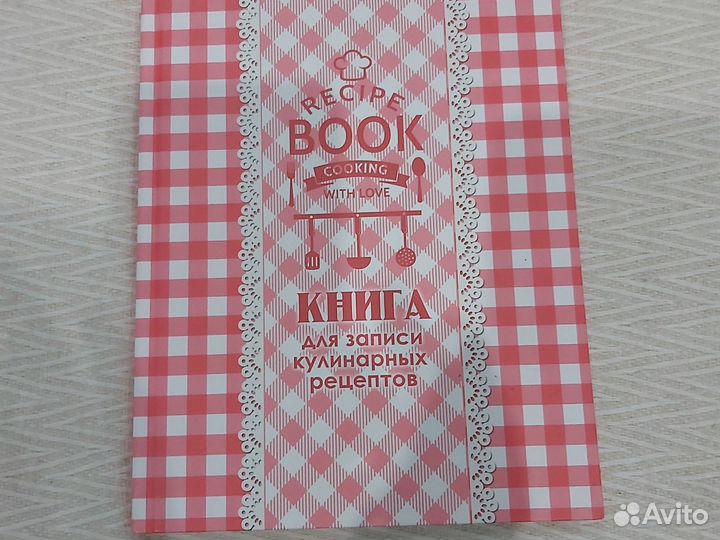 RECIPE
BOOK
COOKING
WITH LOVE
КНИГА
для записи
кулинарных
рецептов
Avito